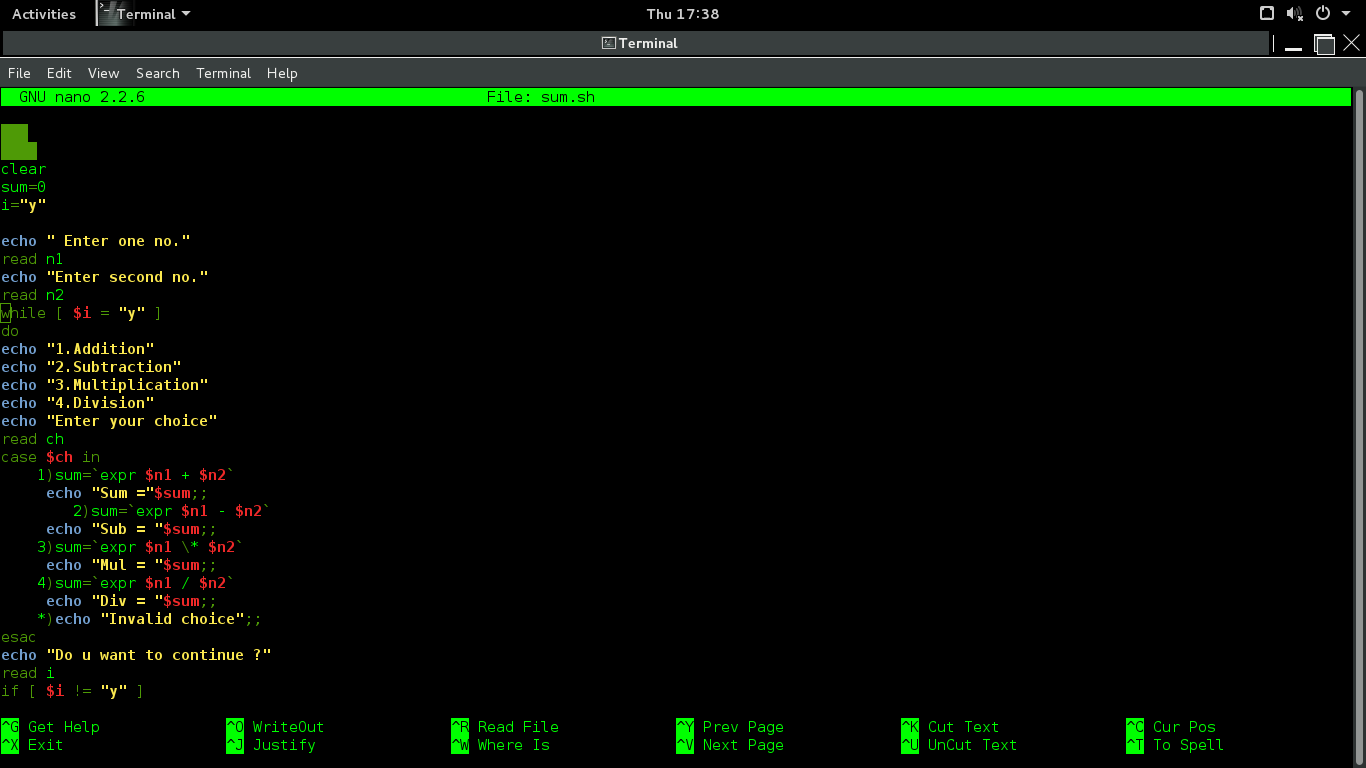 Activities Terminal Thu 17:38
Terminal
File Edit View Search Terminal Help
GNU nano 2.2.6 File: sum.sh
clear
sum=0
i="y"
echo " Enter one no."
read n1
echo "Enter second no."
read n2
while [ $i = "y" ]
do
echo "1.Addition"
echo "2.Subtraction"
echo "3.Multiplication"
echo "4.Division"
echo "Enter your choice"
read ch
case $ch in
    1)sum=`expr $n1 + $n2`
     echo "Sum ="$sum;;
        2)sum=`expr $n1 - $n2`
     echo "Sub = "$sum;;
    3)sum=`expr $n1 \* $n2`
     echo "Mul = "$sum;;
    4)sum=`expr $n1 / $n2`
     echo "Div = "$sum;;
    *)echo "Invalid choice";;
esac
echo "Do u want to continue ?"
read i
if [ $i != "y" ]
^G Get Help ^O WriteOut ^R Read File ^Y Prev Page ^K Cut Text ^C Cur Pos
^X Exit ^J Justify ^W Where Is ^V Next Page ^U UnCut Text ^T To Spell